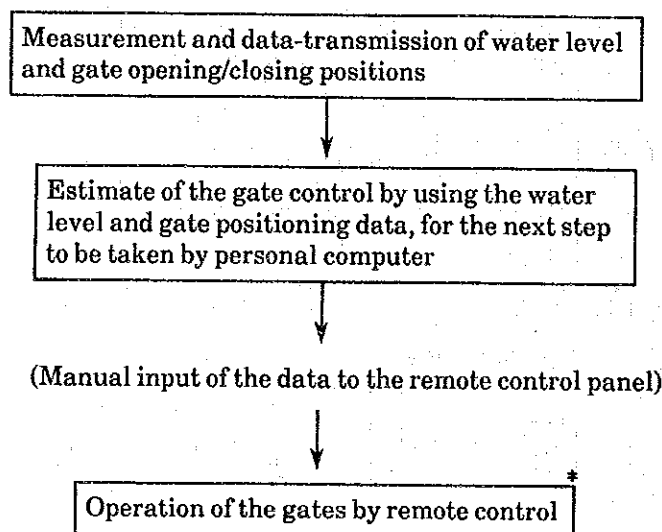 Measurement and data-transmission of water level
and gate opening/closing positions
Estimate of the gate control by using the water
level and gate positioning data, for the next step
to be taken by personal computer
(Manual input of the data to the remote control panel)
*
Operation of the gates by remote control